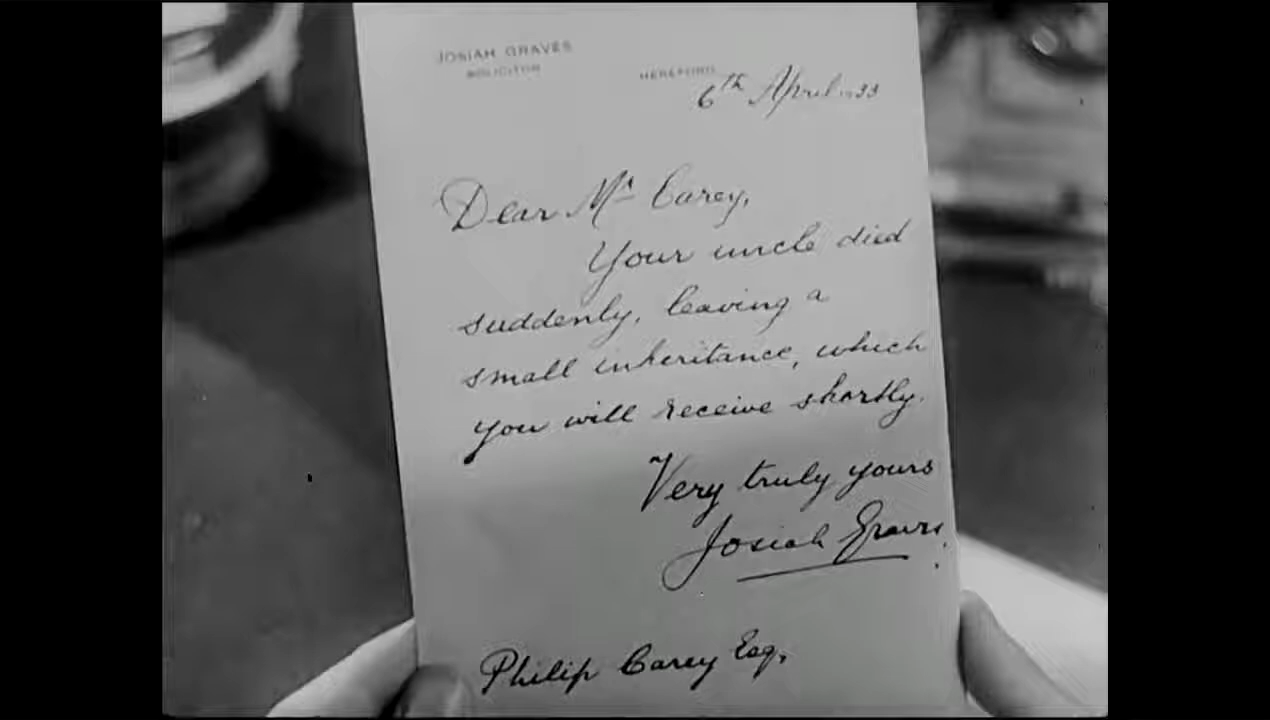 JOSIAH GRAVES
SOLICITOR
HEREFORD
6th April 1933
Dear Mr Carey,
Your uncle died
suddenly, leaving a
small inheritance, which
you will receive shortly.
Very truly yours
Josiah Graves.
Philip Carey Esq,